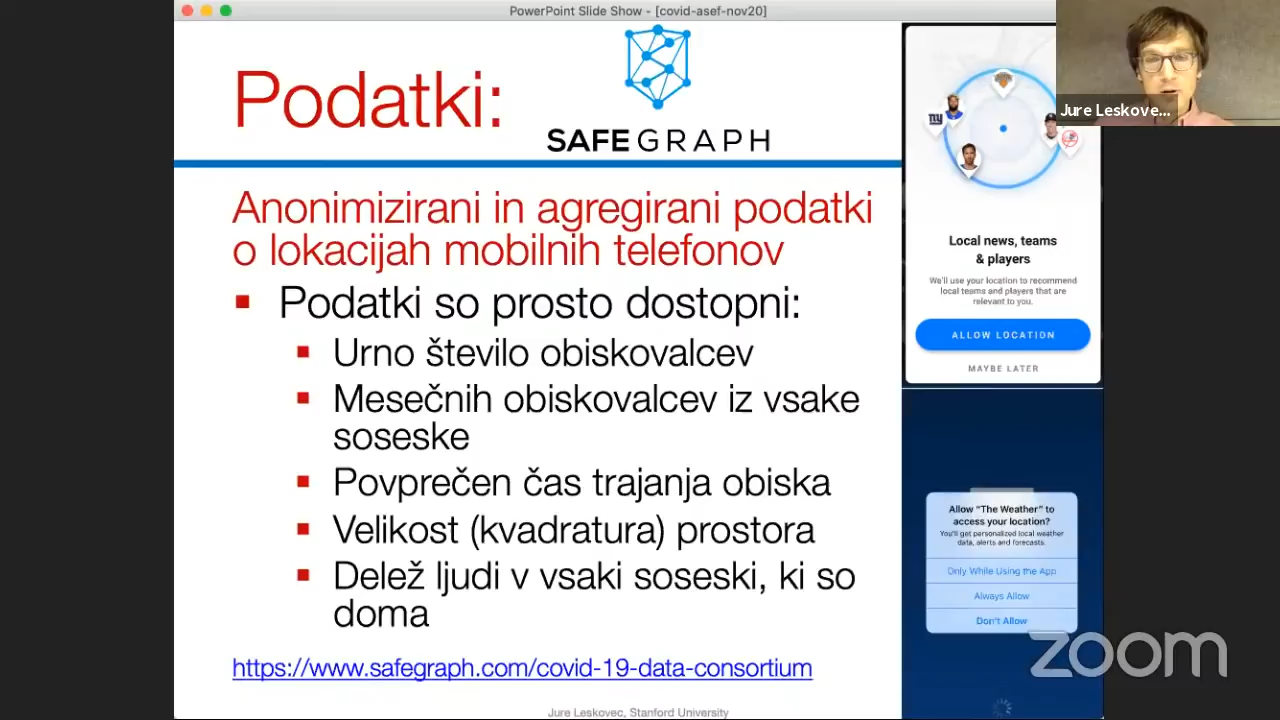 PowerPoint Slide Show - [covid-asef-nov20]
Podatki:
SAFEGRAPH
Anonimizirani in agregirani podatki
o lokacijah mobilnih telefonov
Podatki so prosto dostopni:
Urno število obiskovalcev
Mesečnih obiskovalcev iz vsake
soseske
Povprečen čas trajanja obiska
Velikost (kvadratura) prostora
Delež ljudi v vsaki soseski, ki so
doma
https://www.safegraph.com/covid-19-data-consortium
Jure Leskovec, Stanford University
Jure Leskove...
Local news, teams
& players
We'll use your location to recommend
local teams and players that are
relevant to you.
ALLOW LOCATION
MAYBE LATER
Allow “The Weather” to
access your location?
You'll get personalized local weather
data, alerts and forecasts.
Only While Using the App
Always Allow
Don't Allow
zoom